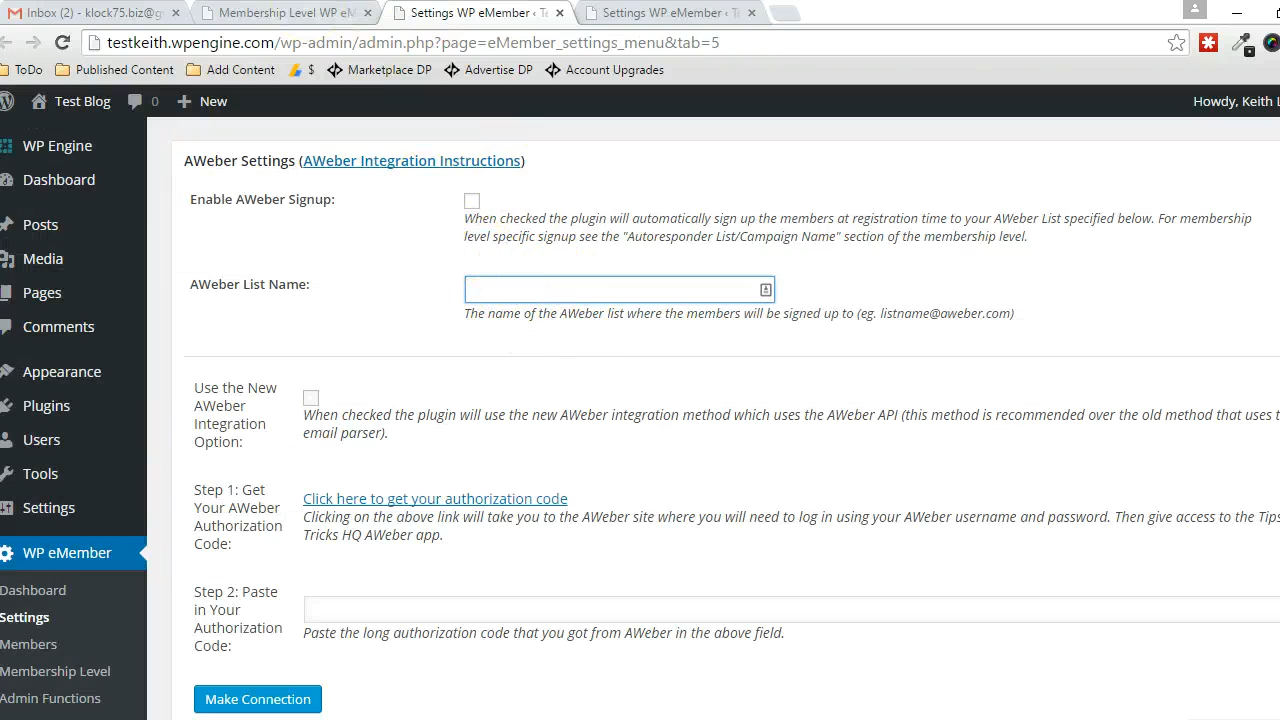 Inbox (2) - klock75.biz@g
Membership Level WP eM
Settings WP eMember ‹ Te
Settings WP eMember ‹ Te
testkeith.wpengine.com/wp-admin/admin.php?page=eMember_settings_menu&tab=5
ToDo Published Content Add Content $ Marketplace DP Advertise DP Account Upgrades
Test Blog 0 New Howdy, Keith L
WP Engine
Dashboard
Posts
Media
Pages
Comments
Appearance
Plugins
Users
Tools
Settings
WP eMember
Dashboard
Settings
Members
Membership Level
Admin Functions
AWeber Settings (AWeber Integration Instructions)
Enable AWeber Signup:
When checked the plugin will automatically sign up the members at registration time to your AWeber List specified below. For membership
level specific signup see the "Autoresponder List/Campaign Name" section of the membership level.
AWeber List Name:
The name of the AWeber list where the members will be signed up to (eg. listname@aweber.com)
Use the New
AWeber
Integration
Option:
When checked the plugin will use the new AWeber integration method which uses the AWeber API (this method is recommended over the old method that uses t
email parser).
Step 1: Get
Your AWeber
Authorization
Code:
Click here to get your authorization code
Clicking on the above link will take you to the AWeber site where you will need to log in using your AWeber username and password. Then give access to the Tips
Tricks HQ AWeber app.
Step 2: Paste
in Your
Authorization
Code:
Paste the long authorization code that you got from AWeber in the above field.
Make Connection